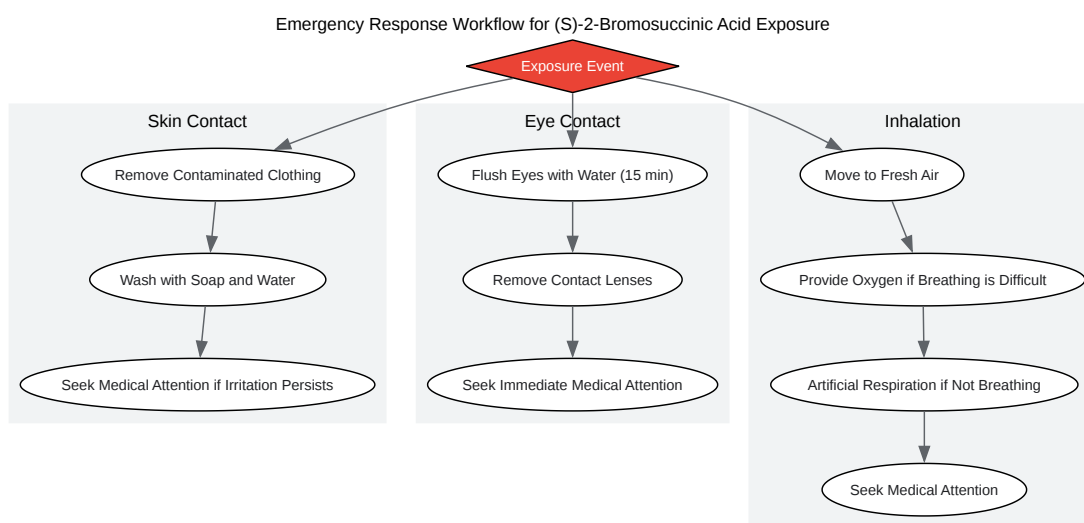 Emergency Response Workflow for (S)-2-Bromosuccinic Acid Exposure
Exposure Event
Skin Contact
Remove Contaminated Clothing
Wash with Soap and Water
Seek Medical Attention if Irritation Persists
Eye Contact
Flush Eyes with Water (15 min)
Remove Contact Lenses
Seek Immediate Medical Attention
Inhalation
Move to Fresh Air
Provide Oxygen if Breathing is Difficult
Artificial Respiration if Not Breathing
Seek Medical Attention